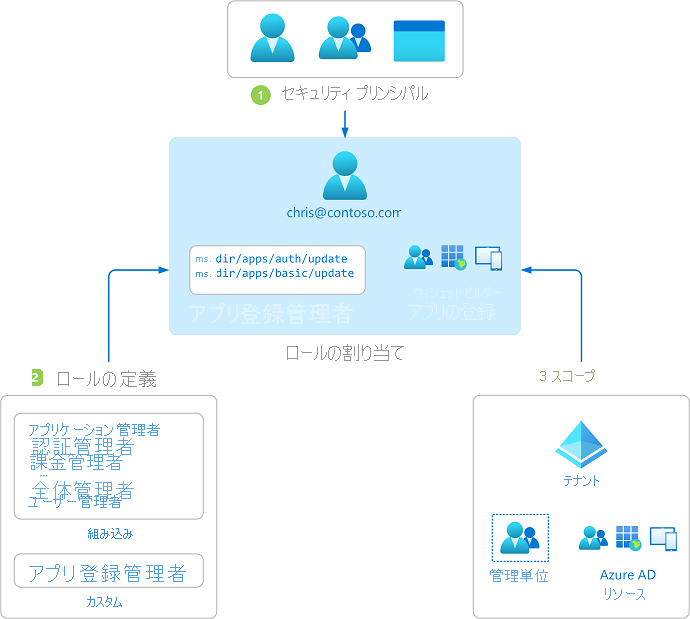 1 セキュリティ プリンシパル
chris@contoso.com
ms. dir/apps/auth/update
ms. dir/apps/basic/update
アプリ登録管理者
ウィジェットビルダー
アプリの登録
ロールの割り当て
2 ロールの定義
アプリケーション管理者
認証管理者
課金管理者
...
全体管理者
ユーザー管理者
組み込み
アプリ登録管理者
カスタム
3 スコープ
テナント
管理単位
Azure AD
リソース